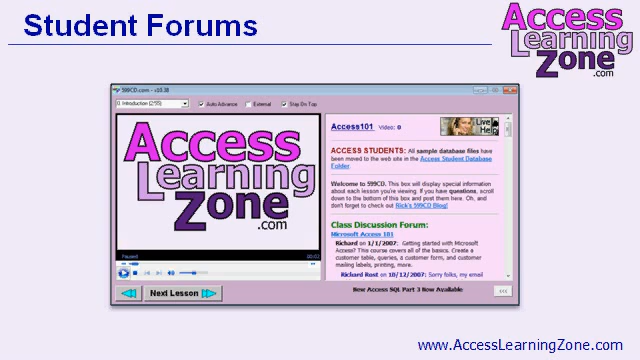 Student Forums
Access
Learning
Zone
.com
599CD.com - v10.38
0. Introduction (2:55)
Auto Advance
External
Stay On Top
Access
Learning
Zone
.com
Paused
00:03
Next Lesson
Access101 Video: 0
Live
Help
ACCESS STUDENTS: All sample database files have
been moved to the web site in the Access Student Database
Folder.
Welcome to 599CD. This box will display special information
about each lesson you're viewing. If you have questions, scroll
down to the bottom of this box and post them here. Oh, and
don't forget to check out Rick's 599CD Blog!
Class Discussion Forum:
Microsoft Access 101
Richard on 1/1/2007: Getting started with Microsoft
Access? This course covers all of the basics. Create a
customer table, queries, a customer form, and customer
mailing labels, printing, more.
Richard Rost on 10/12/2007: Sorry folks, my email
New Access SQL Part 3 Now Available
<<<
www.AccessLearningZone.com